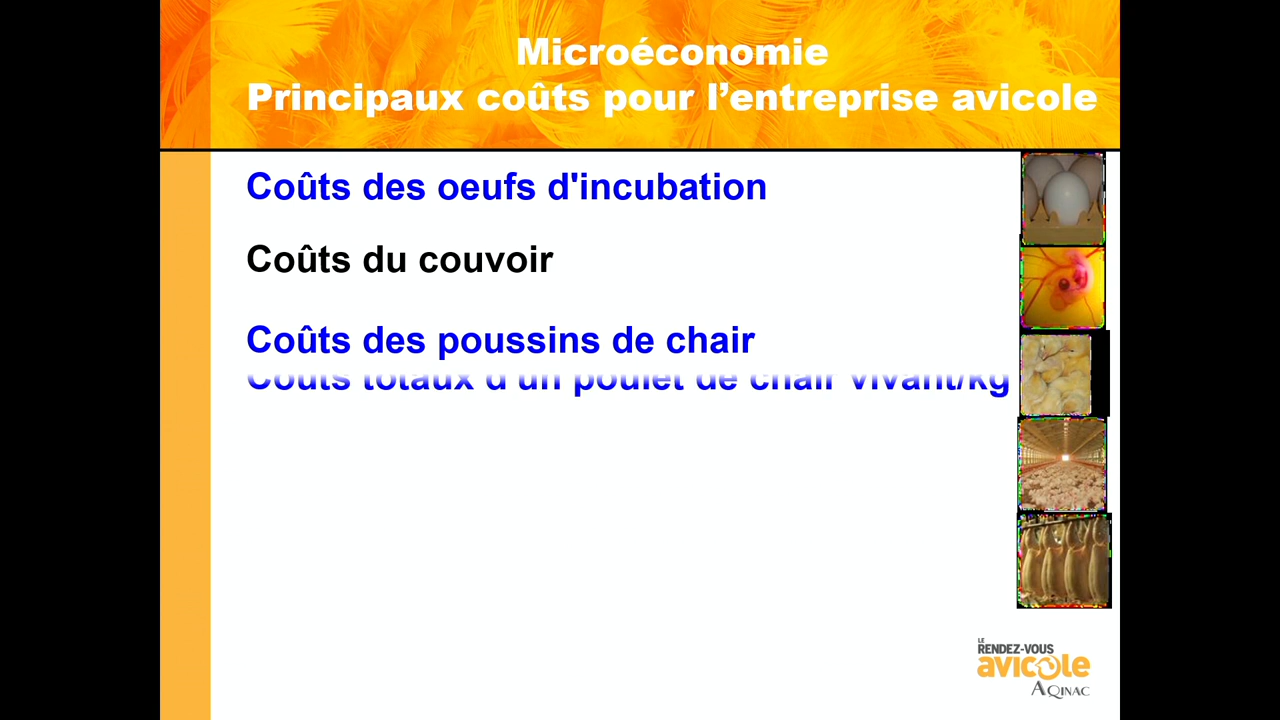 Microéconomie
Principaux coûts pour l’entreprise avicole
Coûts des oeufs d'incubation
Coûts du couvoir
Coûts des poussins de chair
Coûts totaux d'un poulet de chair vivant/kg
LE
RENDEZ-VOUS
avicole
AQINAC